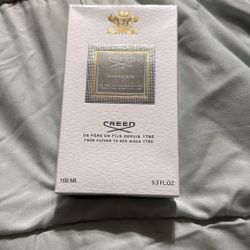 CREED
HIMALAYA
CREED
DE PÈRE EN FILS DEPUIS 1760
FROM FATHER TO SON SINCE 1760
100 ML
3.3 FL.OZ.